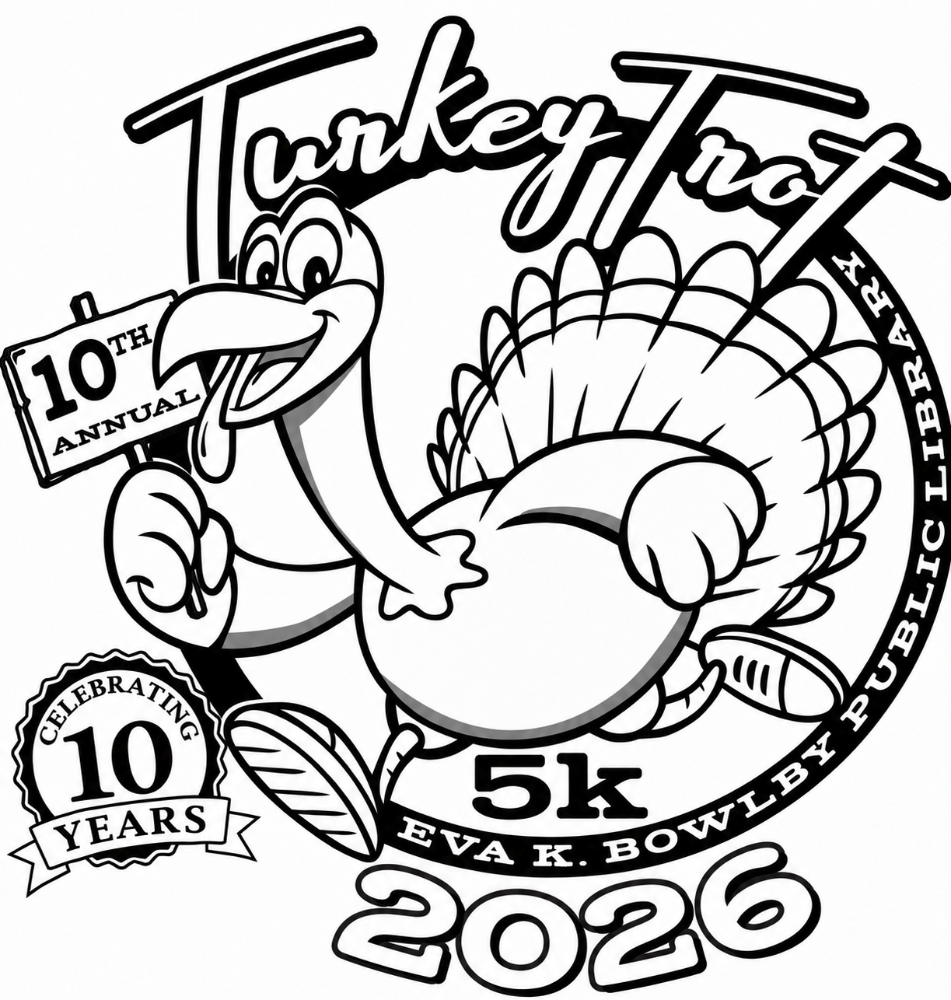 Turkey Trot
10TH
ANNUAL
CELEBRATING
10
YEARS
5k
EVA K. BOWLBY PUBLIC LIBRARY
2026